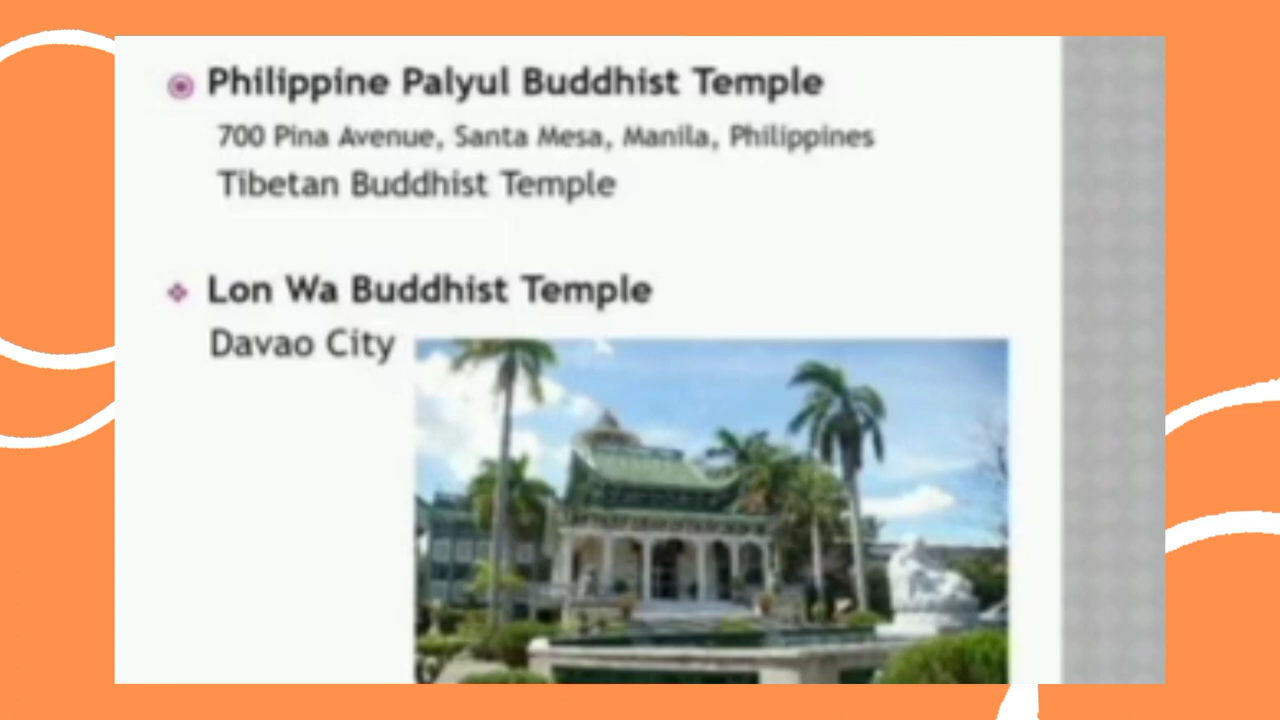 Philippine Palyul Buddhist Temple
700 Pina Avenue, Santa Mesa, Manila, Philippines
Tibetan Buddhist Temple
Lon Wa Buddhist Temple
Davao City